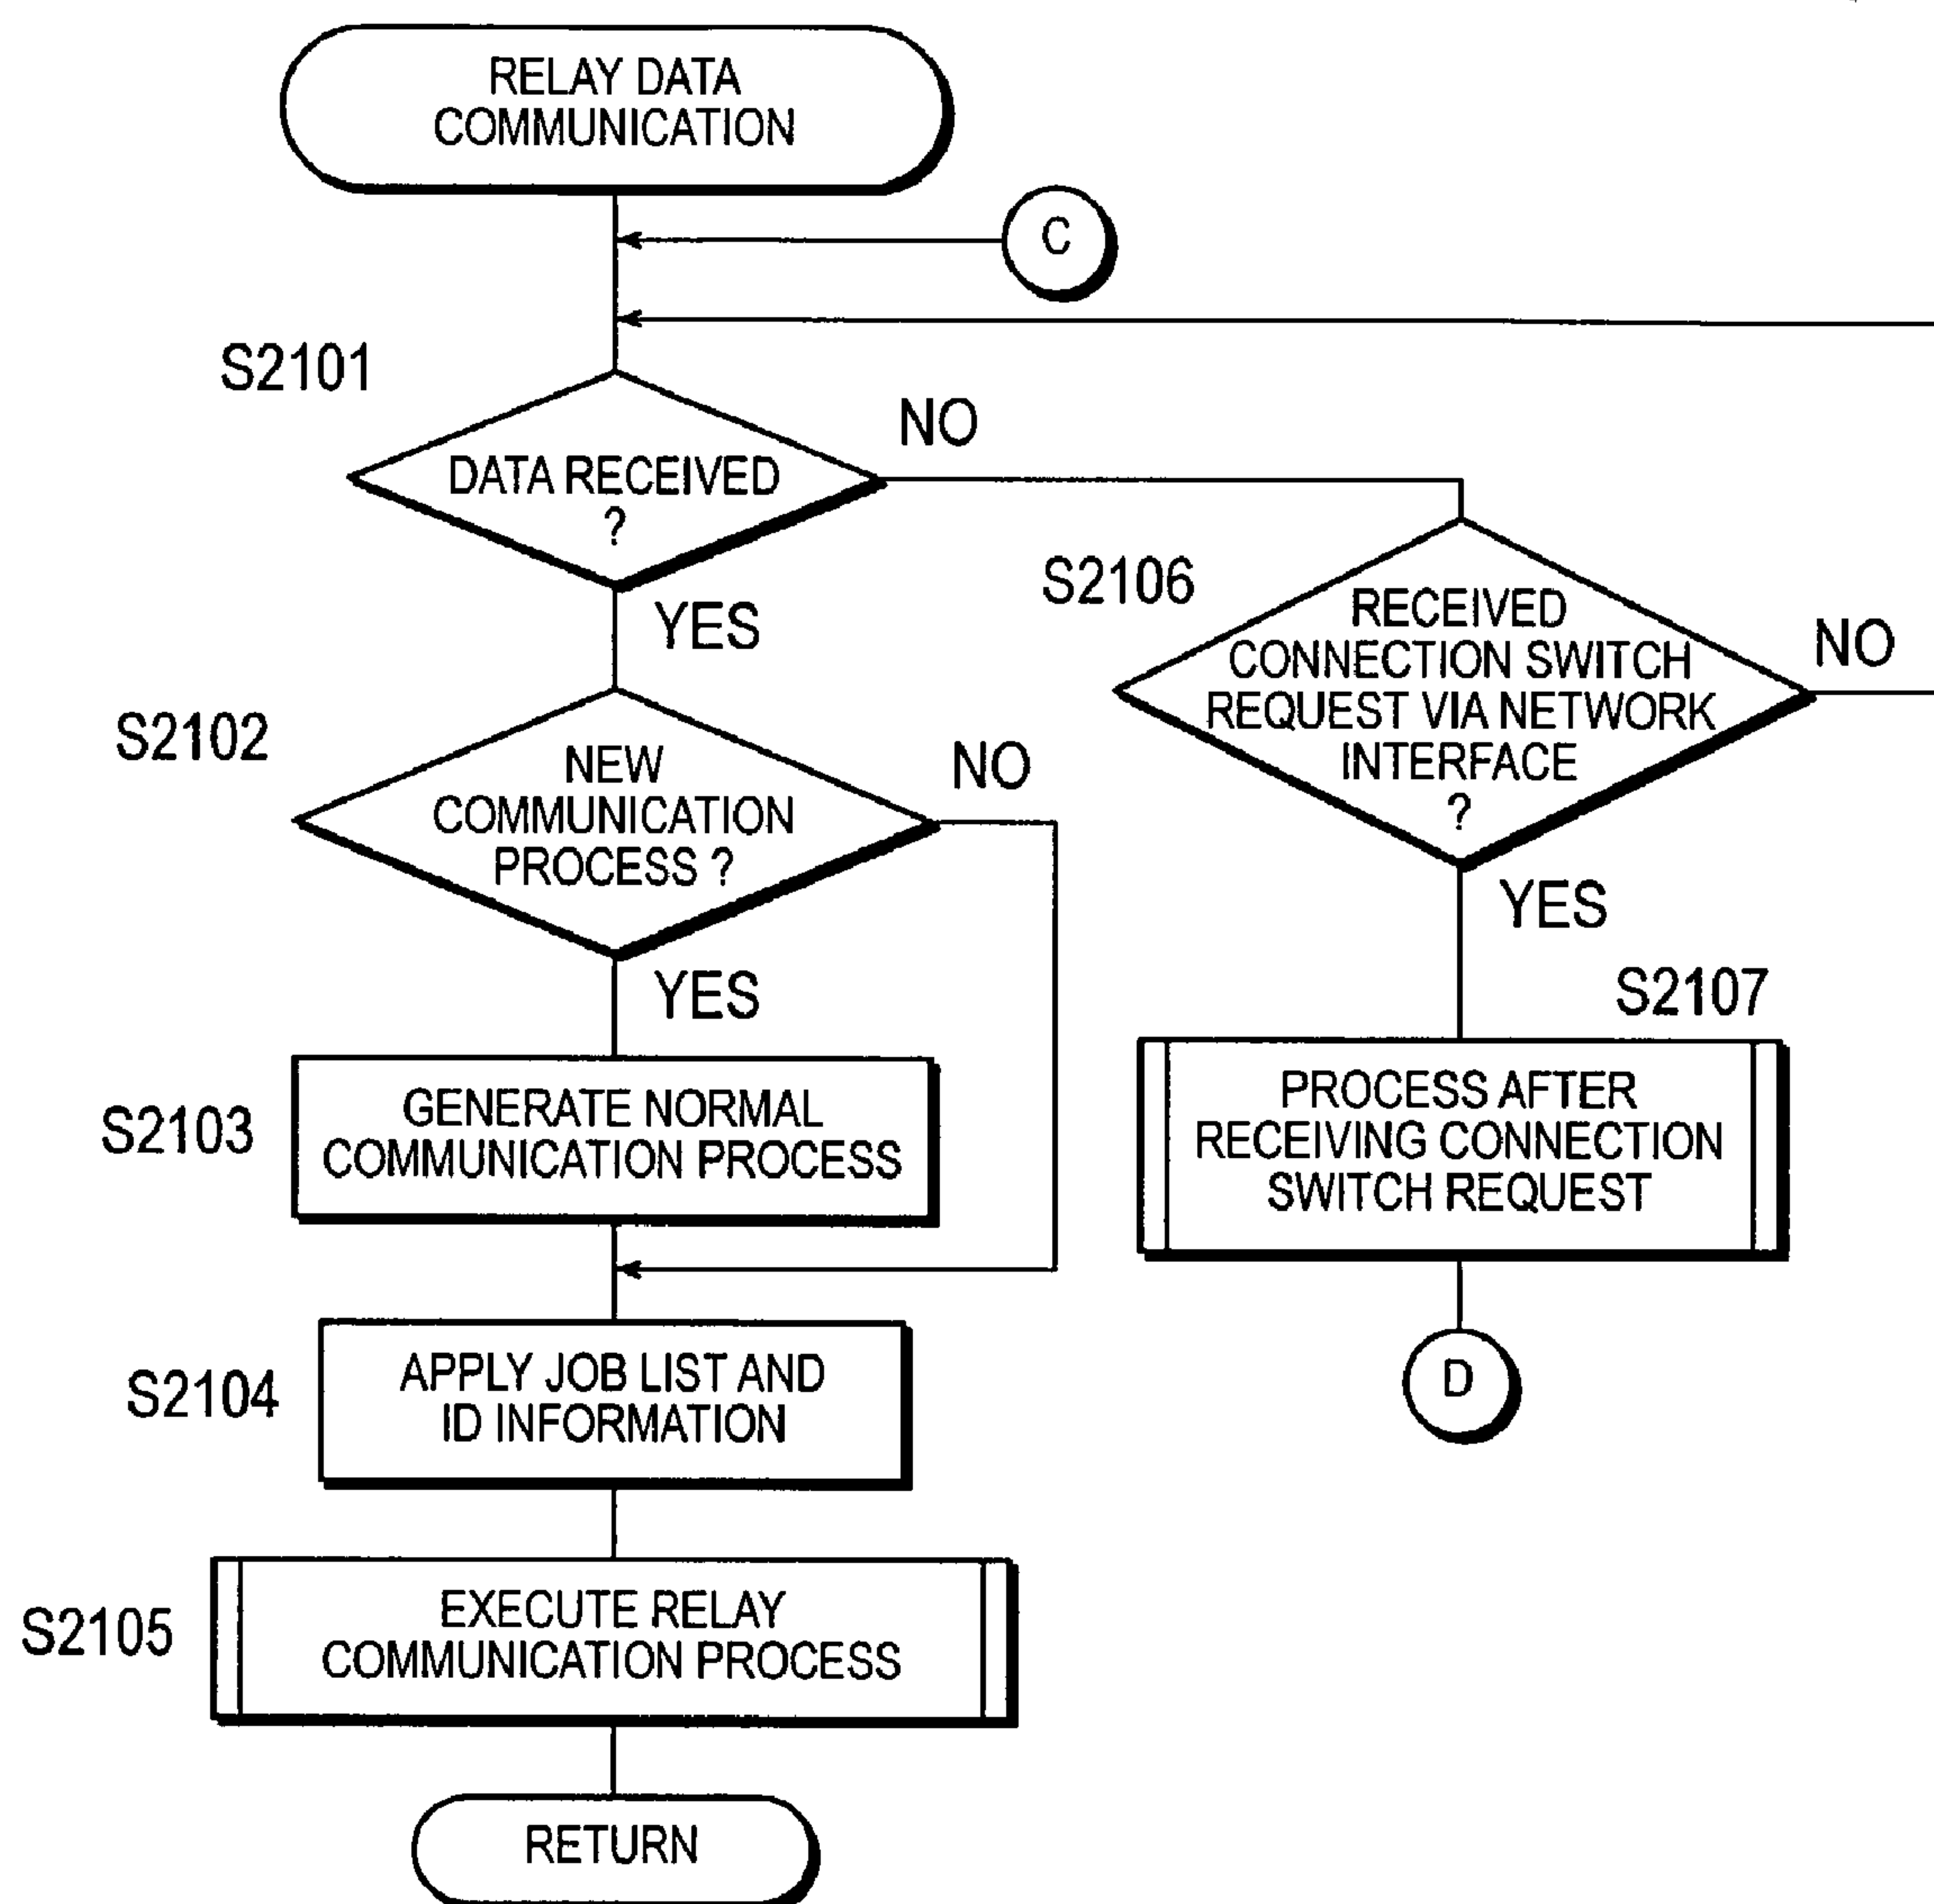 RELAY DATA
COMMUNICATION
C
S2101
NO
DATA RECEIVED
?
YES
S2106
RECEIVED
CONNECTION SWITCH
REQUEST VIA NETWORK
INTERFACE
?
NO
YES
S2102
NEW
COMMUNICATION
PROCESS ?
NO
YES
S2107
PROCESS AFTER
RECEIVING CONNECTION
SWITCH REQUEST
D
S2103
GENERATE NORMAL
COMMUNICATION PROCESS
S2104
APPLY JOB LIST AND
ID INFORMATION
S2105
EXECUTE RELAY
COMMUNICATION PROCESS
RETURN